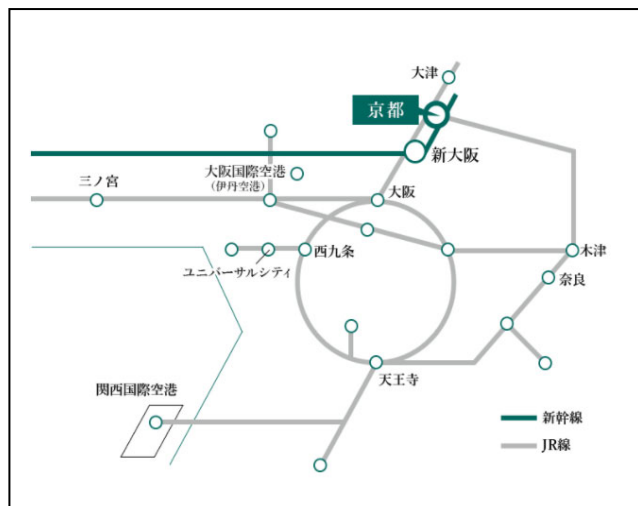 大津
京都
新大阪
大阪国際空港
(伊丹空港)
三ノ宮
大阪
西九条
ユニバーサルシティ
木津
奈良
天王寺
関西国際空港
新幹線
JR線